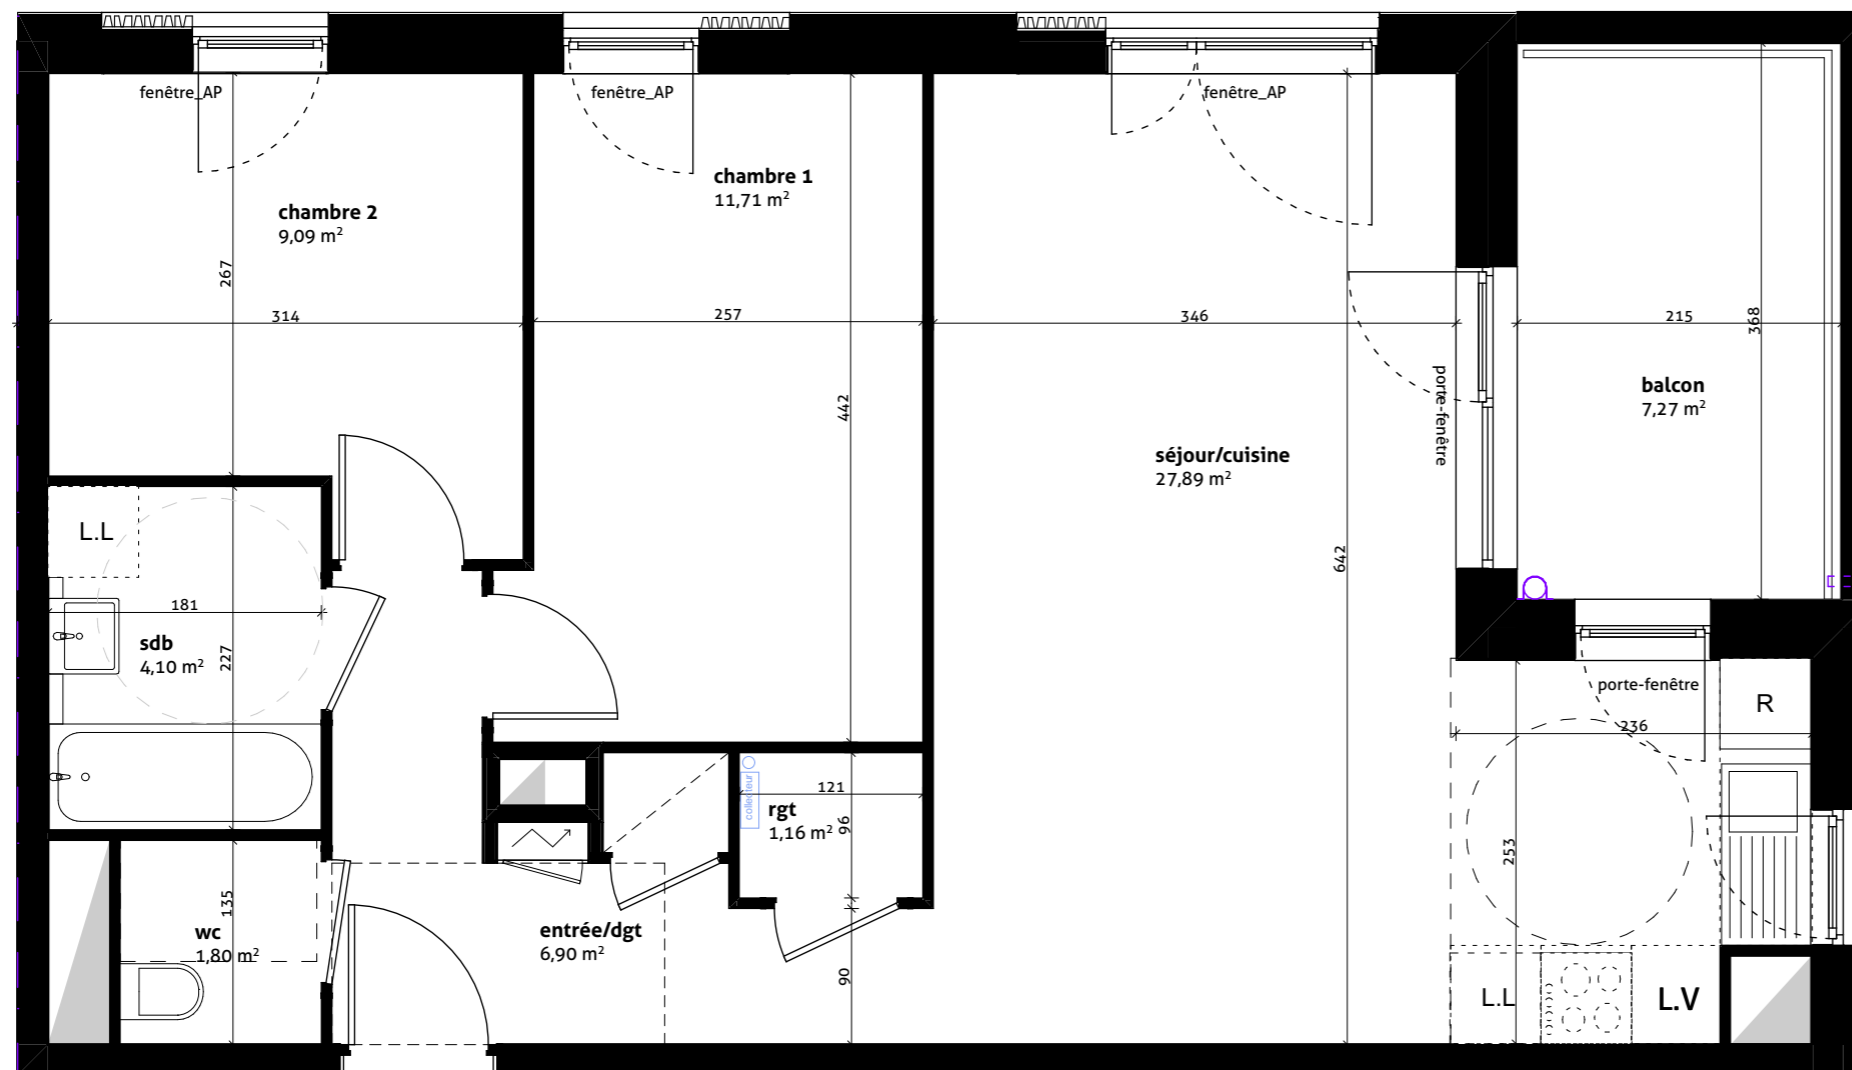 fenêtre_AP
fenêtre_AP
fenêtre_AP
chambre 1
11,71 m²
chambre 2
9,09 m²
267
314
257
346
215
368
balcon
7,27 m²
442
porte-fenêtre
séjour/cuisine
27,89 m²
L.L
642
181
sdb
4,10 m²
227
porte-fenêtre
R
236
collecteur
121
rgt
1,16 m²
96
253
135
wc
1,80 m²
entrée/dgt
6,90 m²
90
L.L
L.V